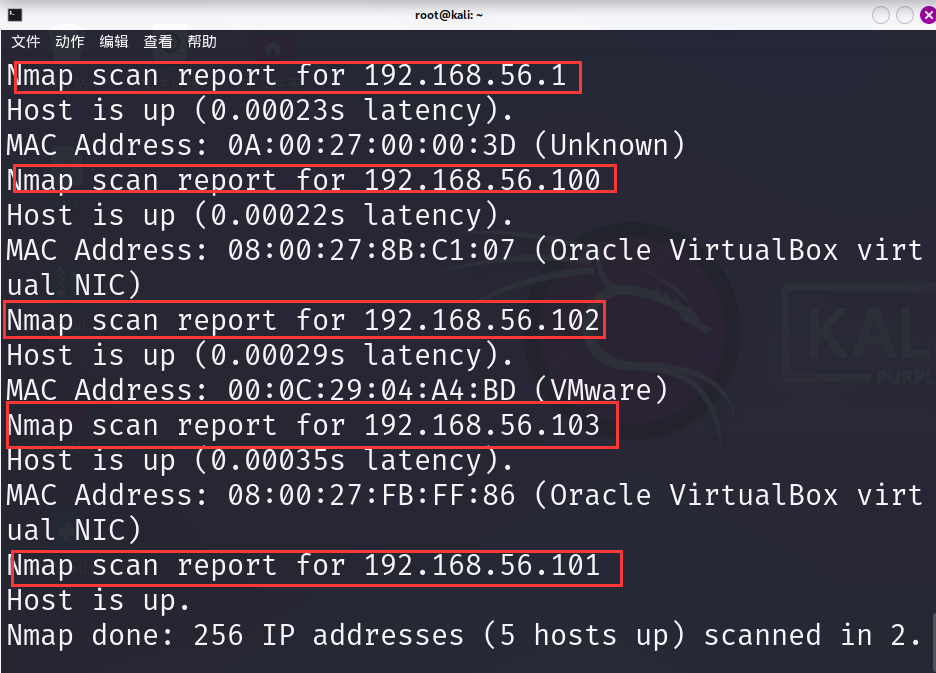 root@kali: ~
文件 动作 编辑 查看 帮助
Nmap scan report for 192.168.56.1
Host is up (0.00023s latency).
MAC Address: 0A:00:27:00:00:3D (Unknown)
Nmap scan report for 192.168.56.100
Host is up (0.00022s latency).
MAC Address: 08:00:27:8B:C1:07 (Oracle VirtualBox virt
ual NIC)
Nmap scan report for 192.168.56.102
Host is up (0.00029s latency).
MAC Address: 00:0C:29:04:A4:BD (VMware)
Nmap scan report for 192.168.56.103
Host is up (0.00035s latency).
MAC Address: 08:00:27:FB:FF:86 (Oracle VirtualBox virt
ual NIC)
Nmap scan report for 192.168.56.101
Host is up.
Nmap done: 256 IP addresses (5 hosts up) scanned in 2.
KAL
PURPL